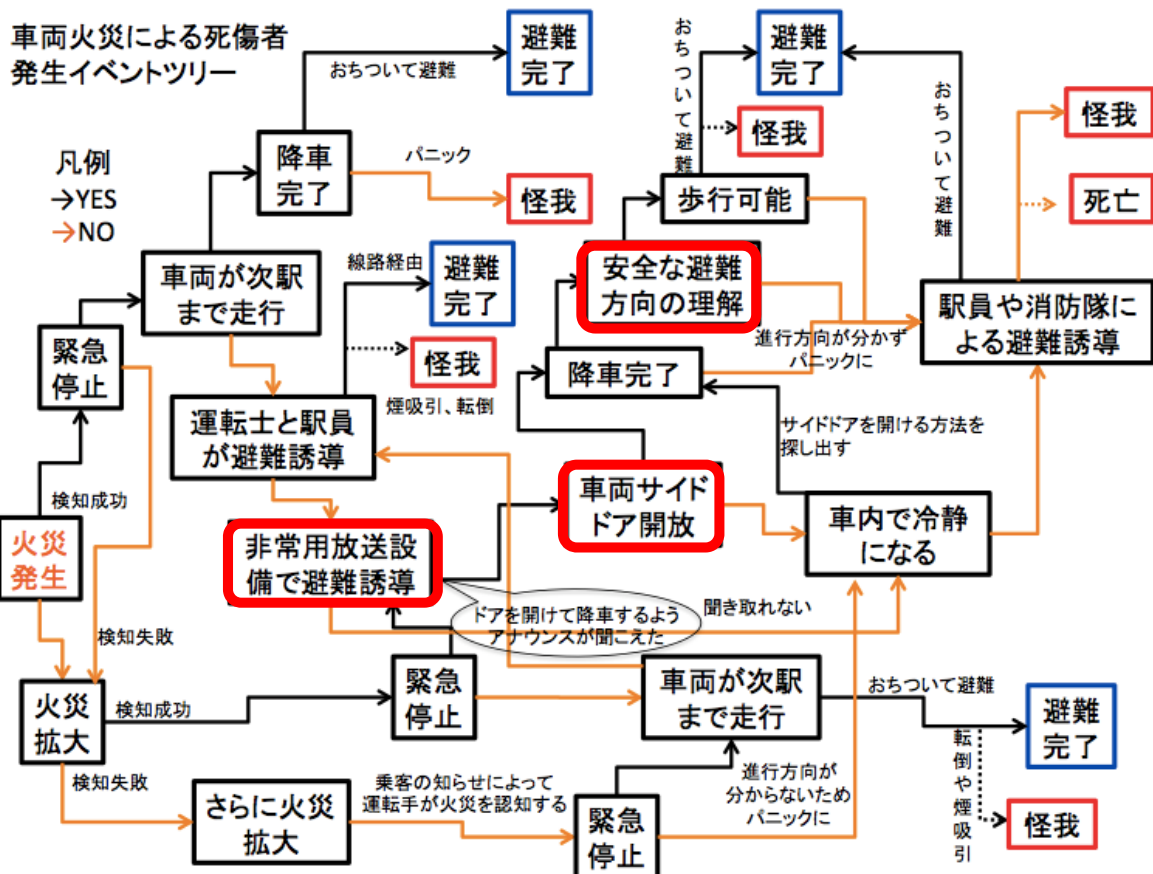 車両火災による死傷者
発生イベントツリー
凡例
→YES
→NO
おちついて避難
避難
完了
降車
完了
パニック
怪我
おちついて避難
避難
完了
怪我
歩行可能
おちついて避難
怪我
死亡
車両が次駅
まで走行
線路経由
避難
完了
安全な避難
方向の理解
駅員や消防隊に
よる避難誘導
進行方向が分かず
パニックに
緊急
停止
怪我
煙吸引、転倒
降車完了
運転士と駅員
が避難誘導
サイドドアを開ける方法を
探し出す
検知成功
車両サイド
ドア開放
車内で冷静
になる
火災
発生
非常用放送設
備で避難誘導
ドアを開けて降車するよう
アナウンスが聞こえた
聞き取れない
検知失敗
火災
拡大
検知成功
緊急
停止
車両が次駅
まで走行
おちついて避難
避難
完了
転倒や煙吸引
怪我
検知失敗
さらに火災
拡大
乗客の知らせによって
運転手が火災を認知する
緊急
停止
進行方向が
分からないため
パニックに